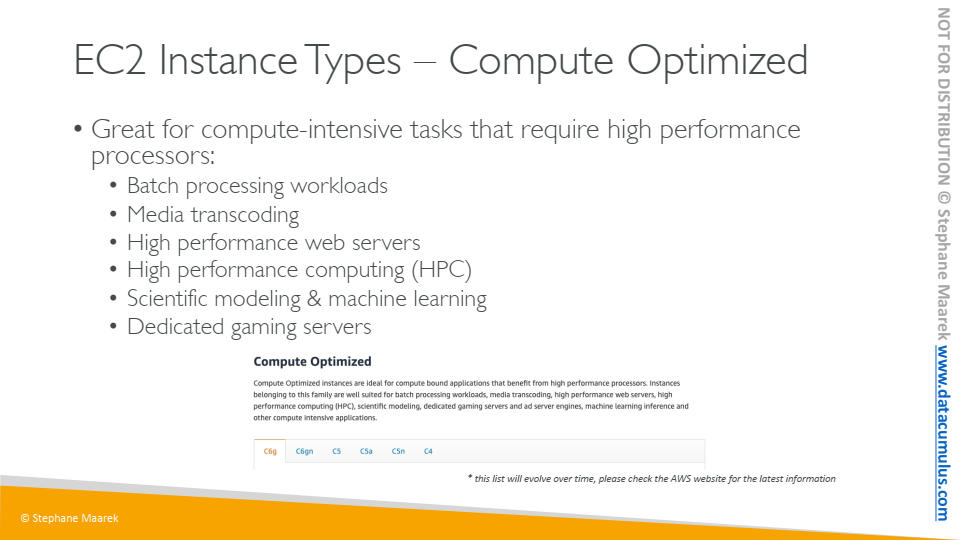 EC2 Instance Types – Compute Optimized
• Great for compute-intensive tasks that require high performance
processors:
• Batch processing workloads
• Media transcoding
• High performance web servers
• High performance computing (HPC)
• Scientific modeling & machine learning
• Dedicated gaming servers
Compute Optimized
Compute Optimized instances are ideal for compute bound applications that benefit from high performance processors. Instances
belonging to this family are well suited for batch processing workloads, media transcoding, high performance web servers, high
performance computing (HPC), scientific modeling, dedicated gaming servers and ad server engines, machine learning inference and
other compute intensive applications.
C6g C6gn C5 C5a C5n C4
* this list will evolve over time, please check the AWS website for the latest information
© Stephane Maarek
NOT FOR DISTRIBUTION © Stephane Maarek www.datacumulus.com